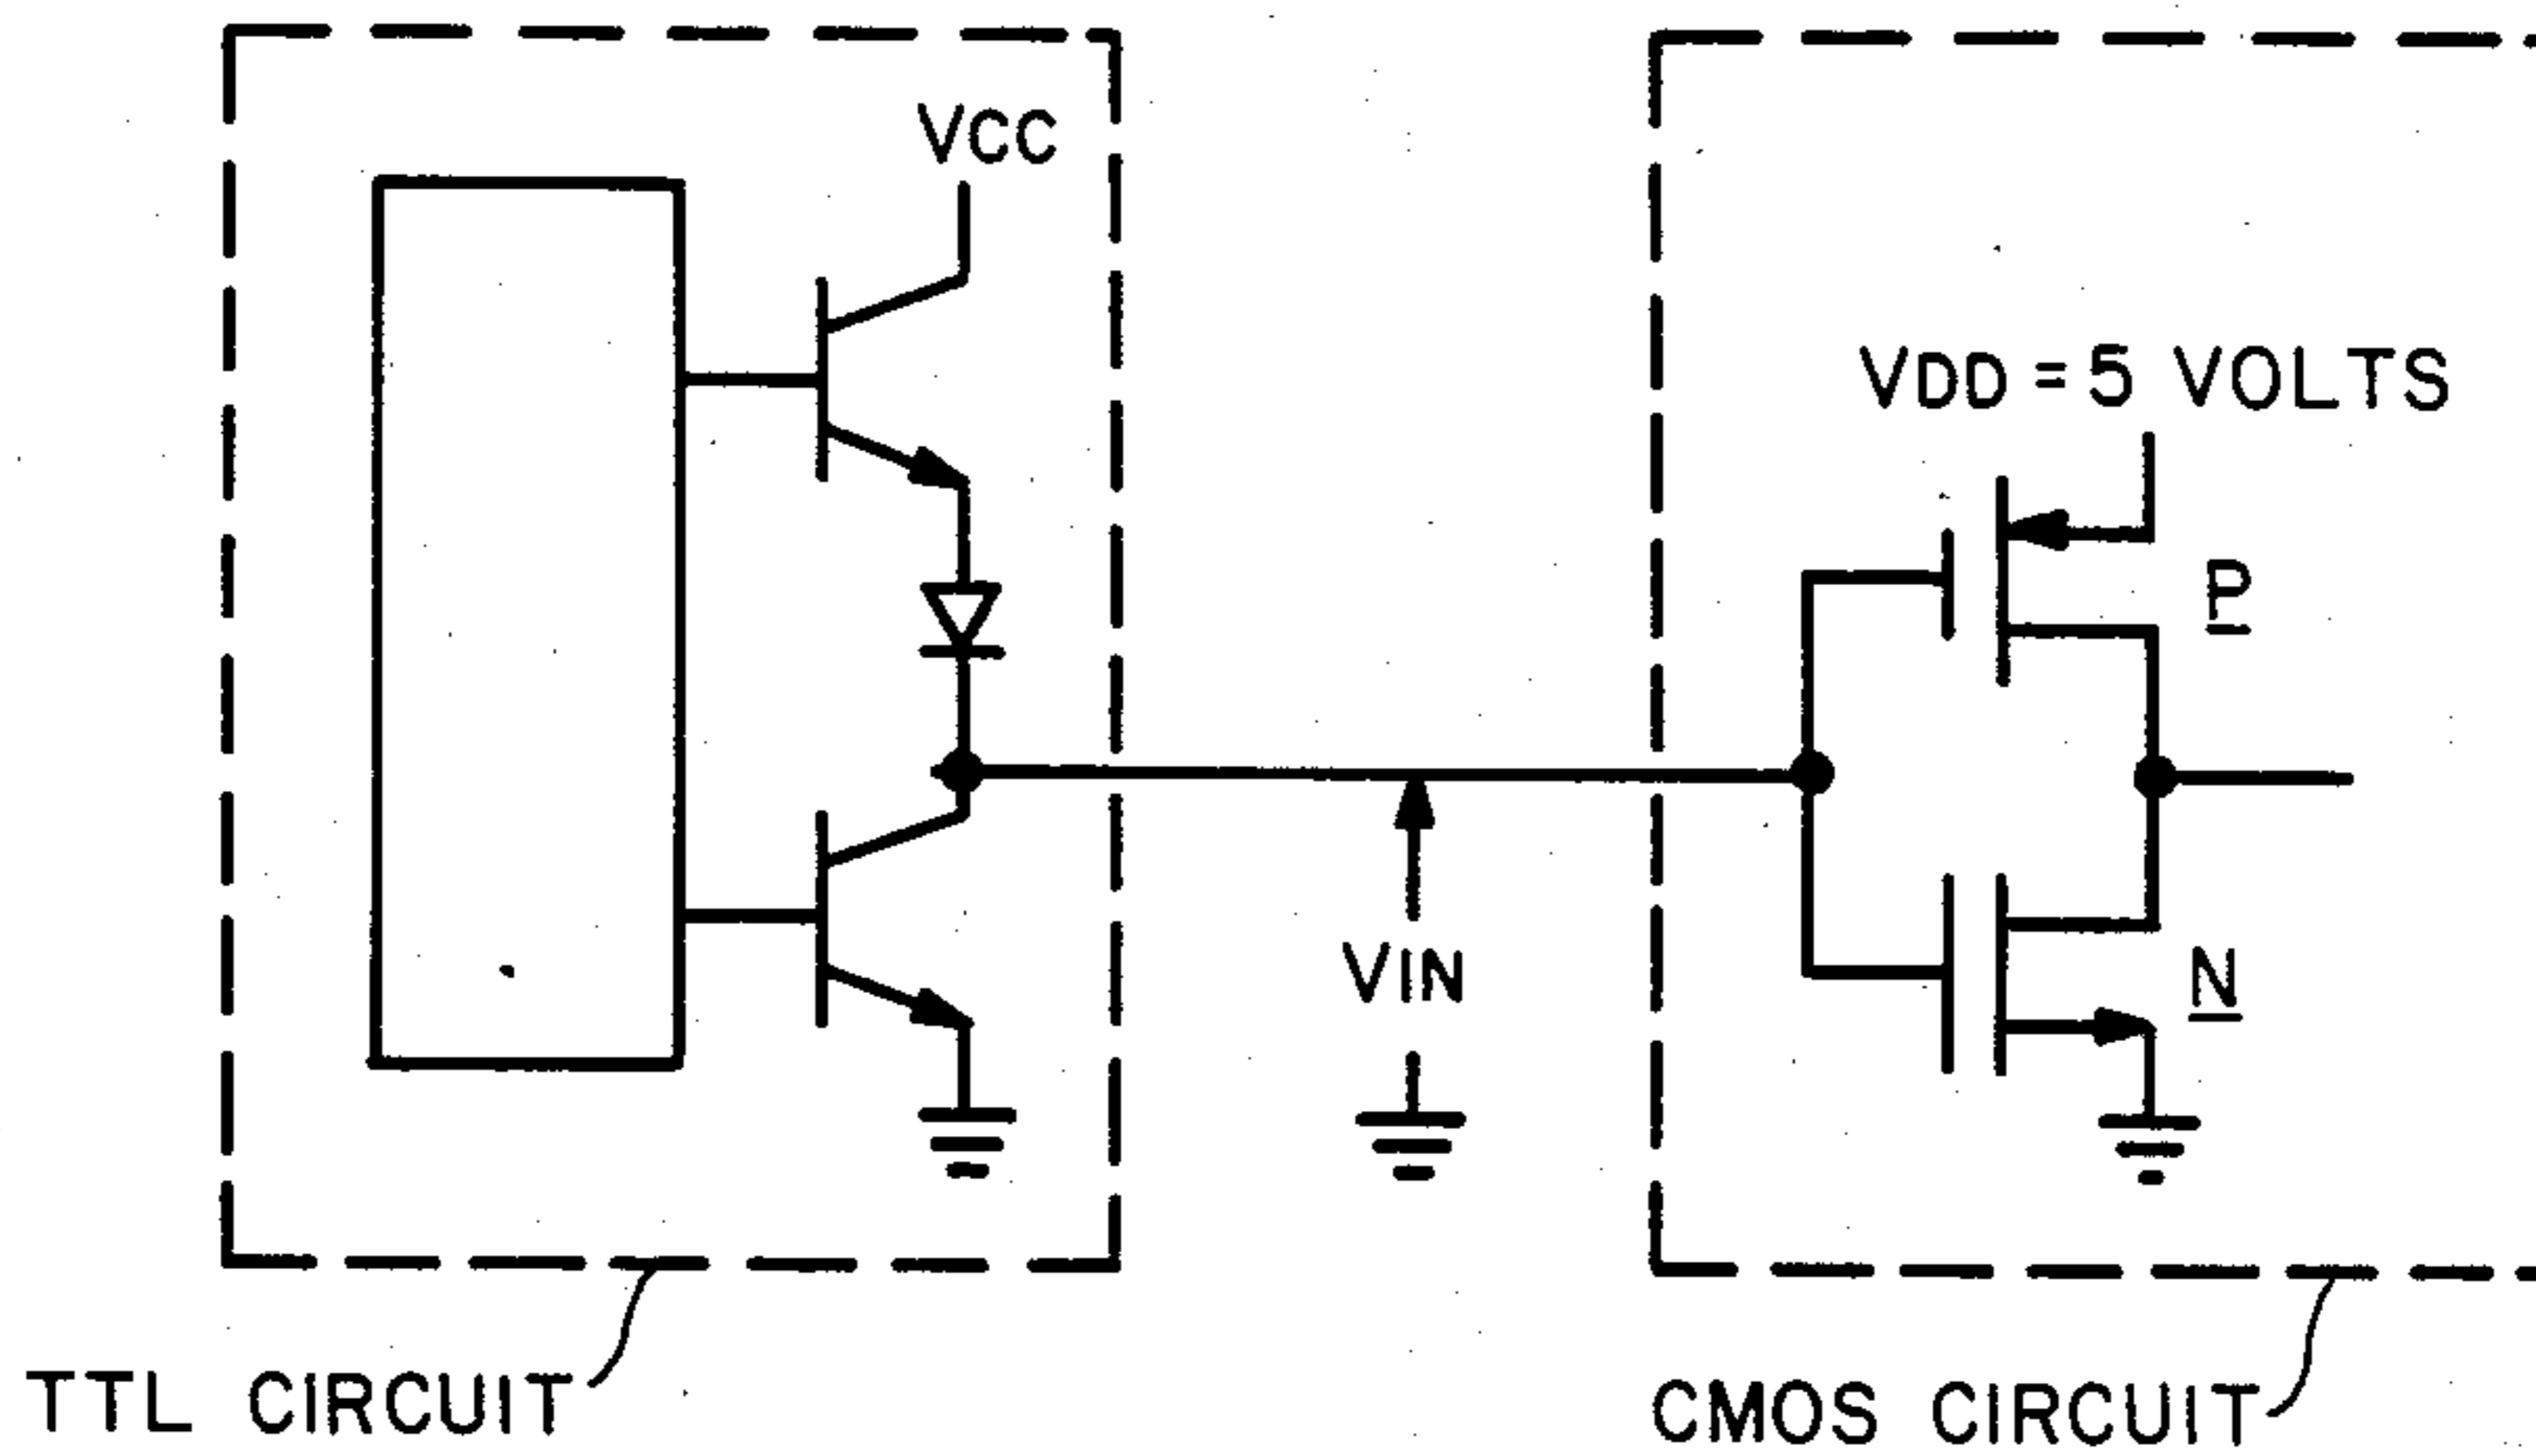 VCC
VDD = 5 VOLTS
P
VIN
N
TTL CIRCUIT
CMOS CIRCUIT